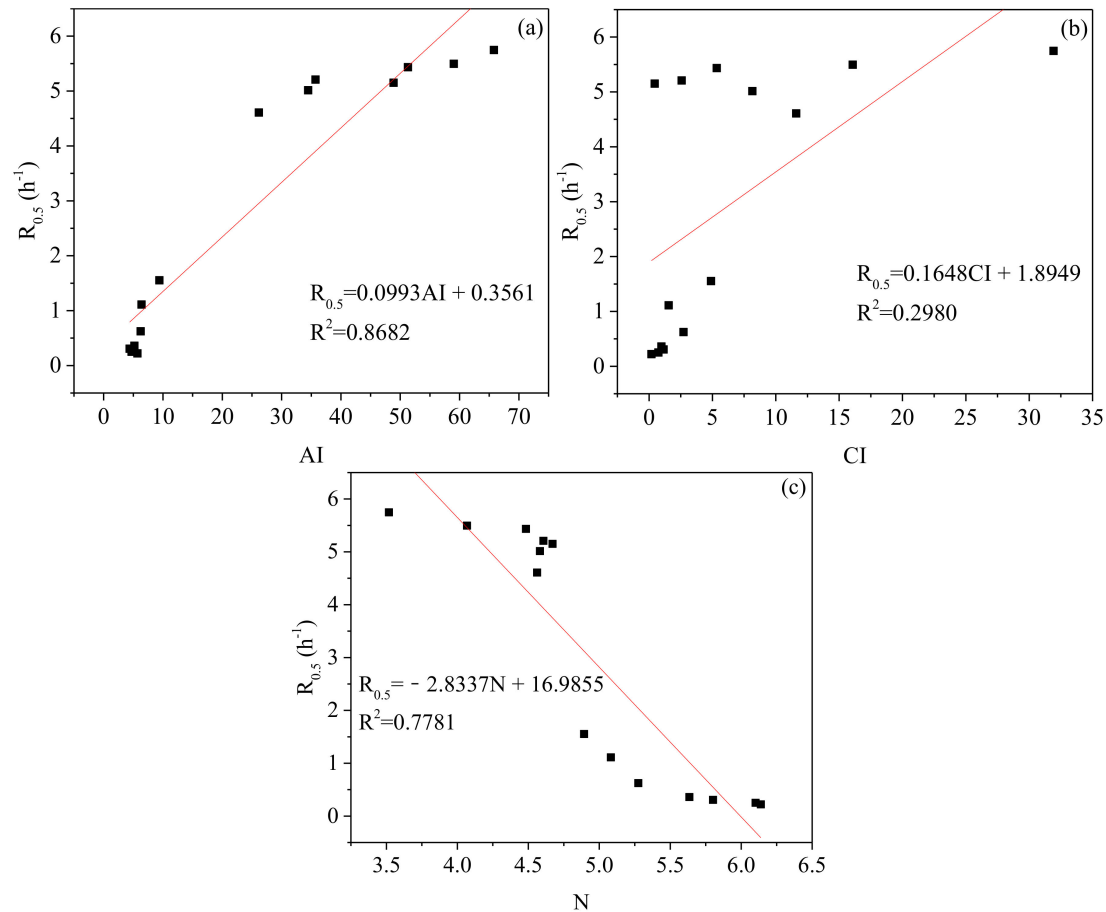 (a)
6
5
4
3
2
1
0
R0.5 (h-1)
R0.5=0.0993AI + 0.3561
R2=0.8682
0 10 20 30 40 50 60 70
AI
(b)
6
5
4
3
2
1
0
R0.5 (h-1)
R0.5=0.1648CI + 1.8949
R2=0.2980
0 5 10 15 20 25 30 35
CI
(c)
6
5
4
3
2
1
0
R0.5 (h-1)
R0.5= − 2.8337N + 16.9855
R2=0.7781
3.5 4.0 4.5 5.0 5.5 6.0 6.5
N